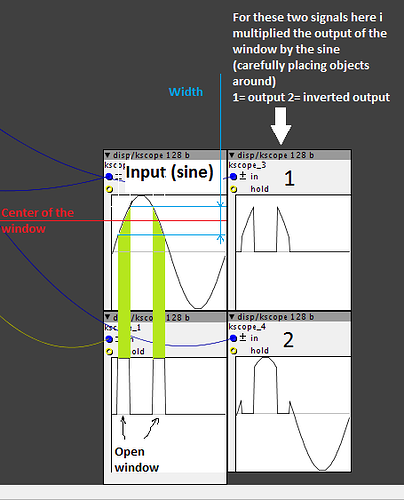 For these two signals here i
multiplied the output of the
window by the sine
(carefully placing objects
around)
1= output 2= inverted output
Width
▼ disp/kscope 128 b
▼ disp/kscope 128 b
Input (sine)
kscope_3
± in
1
hold
Center of the
window
▼ disp/kscope 128 b
▼ disp/kscope 128 b
kscope_4
± in
2
hold
hold
Open
window